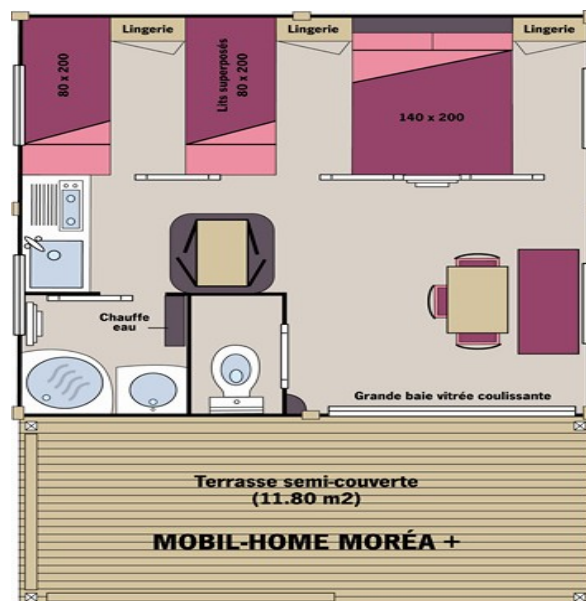 Lingerie
Lingerie
Lingerie
80 x 200
Lits superposés
80 x 200
140 x 200
Chauffe
eau
Grande baie vitrée coulissante
Terrasse semi-couverte
(11.80 m2)
MOBIL-HOME MORÉA +